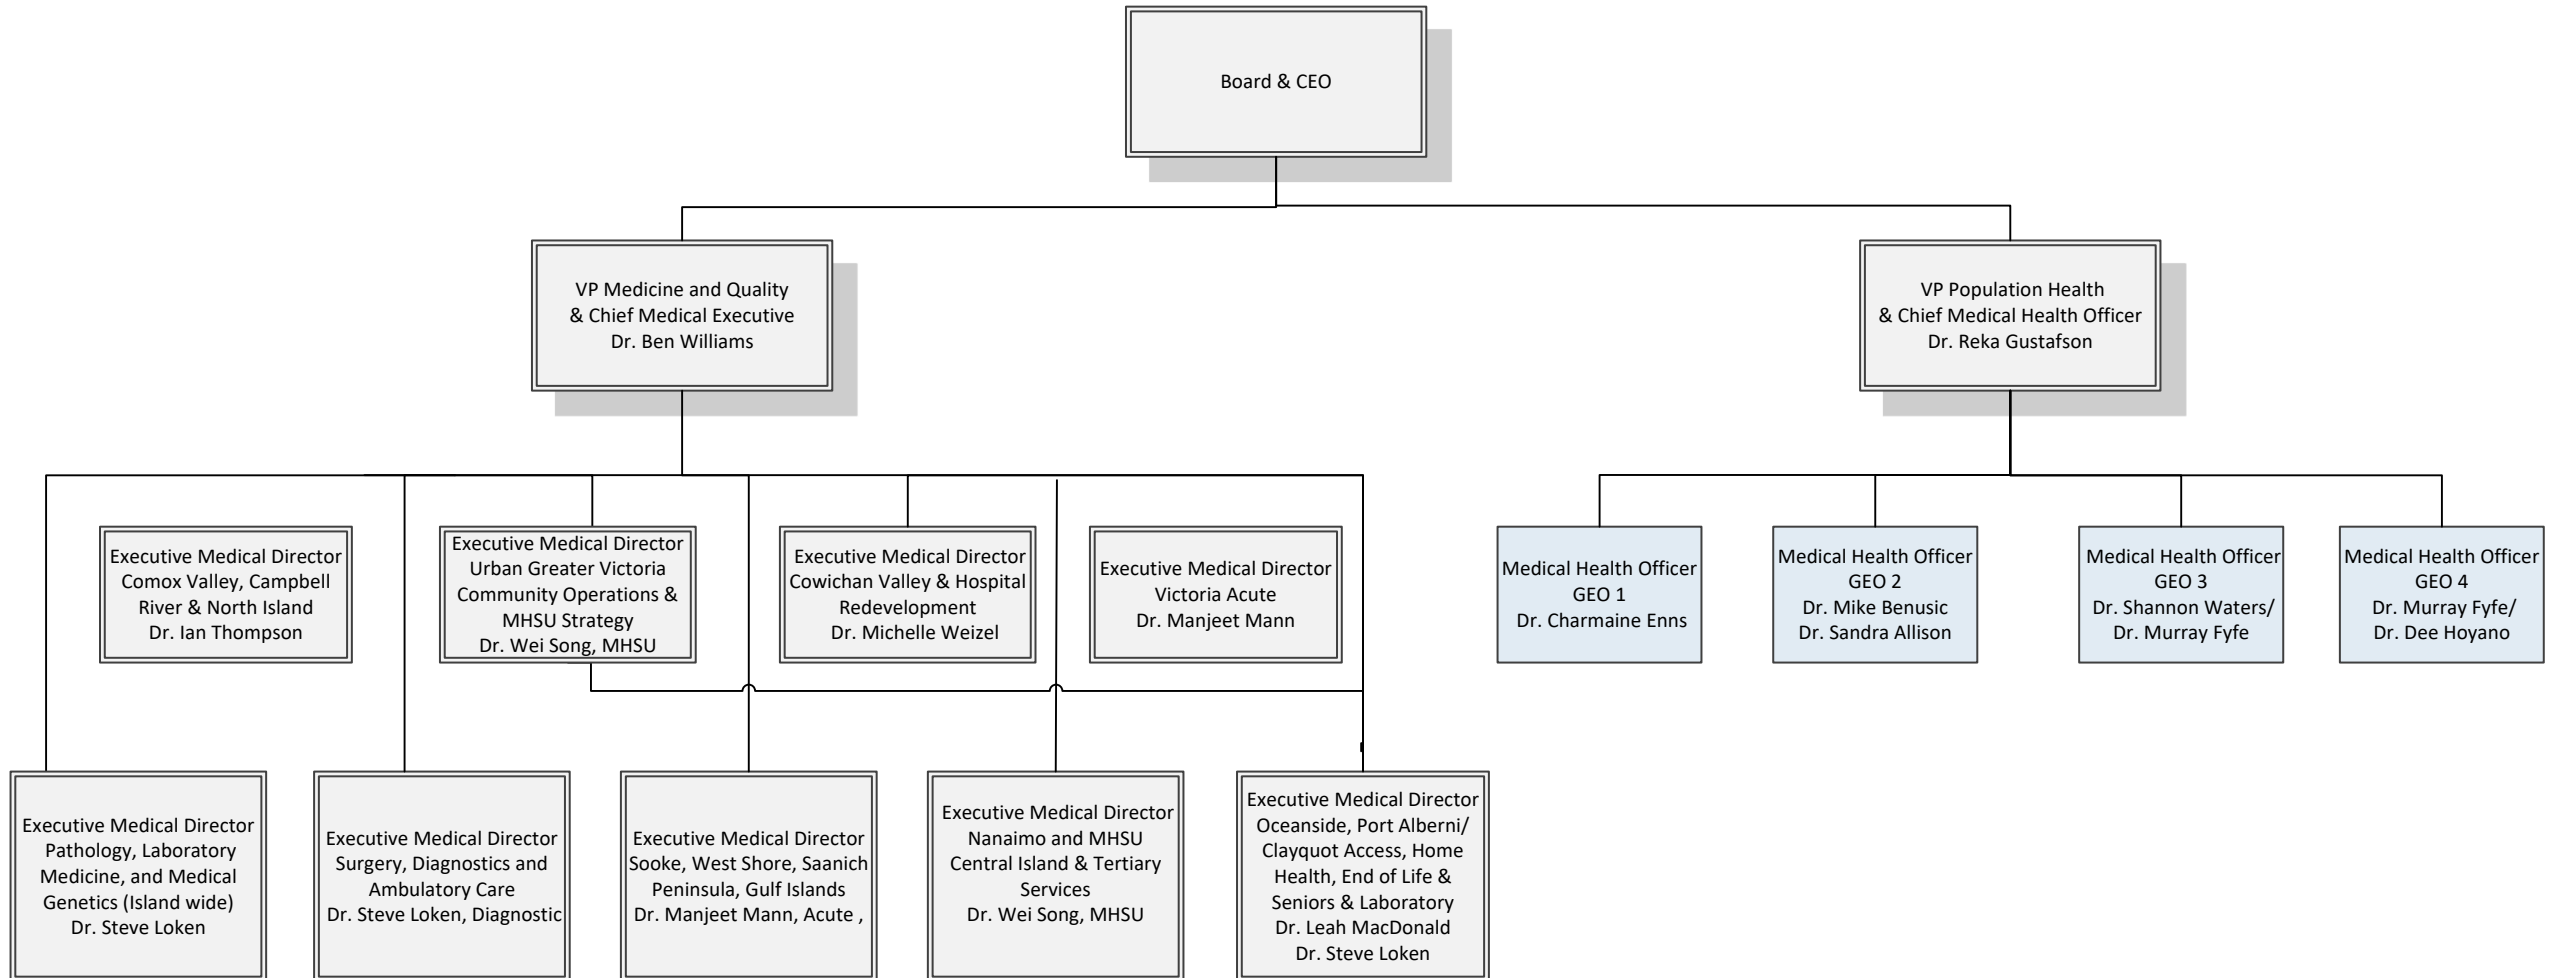 Board & CEO
VP Medicine and Quality
& Chief Medical Executive
Dr. Ben Williams
VP Population Health
& Chief Medical Health Officer
Dr. Reka Gustafson
Executive Medical Director
Comox Valley, Campbell
River & North Island
Dr. Ian Thompson
Executive Medical Director
Urban Greater Victoria
Community Operations &
MHSU Strategy
Dr. Wei Song, MHSU
Executive Medical Director
Cowichan Valley & Hospital
Redevelopment
Dr. Michelle Weizel
Executive Medical Director
Victoria Acute
Dr. Manjeet Mann
Medical Health Officer
GEO 1
Dr. Charmaine Enns
Medical Health Officer
GEO 2
Dr. Mike Benusic
Dr. Sandra Allison
Medical Health Officer
GEO 3
Dr. Shannon Waters/
Dr. Murray Fyfe
Medical Health Officer
GEO 4
Dr. Murray Fyfe/
Dr. Dee Hoyano
Executive Medical Director
Pathology, Laboratory
Medicine, and Medical
Genetics (Island wide)
Dr. Steve Loken
Executive Medical Director
Surgery, Diagnostics and
Ambulatory Care
Dr. Steve Loken, Diagnostic
Executive Medical Director
Sooke, West Shore, Saanich
Peninsula, Gulf Islands
Dr. Manjeet Mann, Acute ,
Executive Medical Director
Nanaimo and MHSU
Central Island & Tertiary
Services
Dr. Wei Song, MHSU
Executive Medical Director
Oceanside, Port Alberni/
Clayquot Access, Home
Health, End of Life &
Seniors & Laboratory
Dr. Leah MacDonald
Dr. Steve Loken